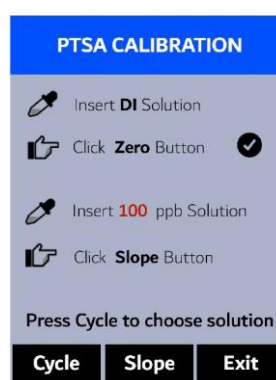 PTSA CALIBRATION
Insert DI Solution
Click Zero Button
Insert 100 ppb Solution
Click Slope Button
Press Cycle to choose solution
Cycle Slope Exit